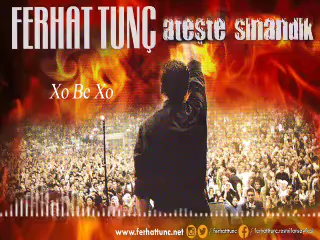 FERHAT TUNÇ ateşte sınandık
Xo Be Xo
www.ferhattunc.net ferhattunc